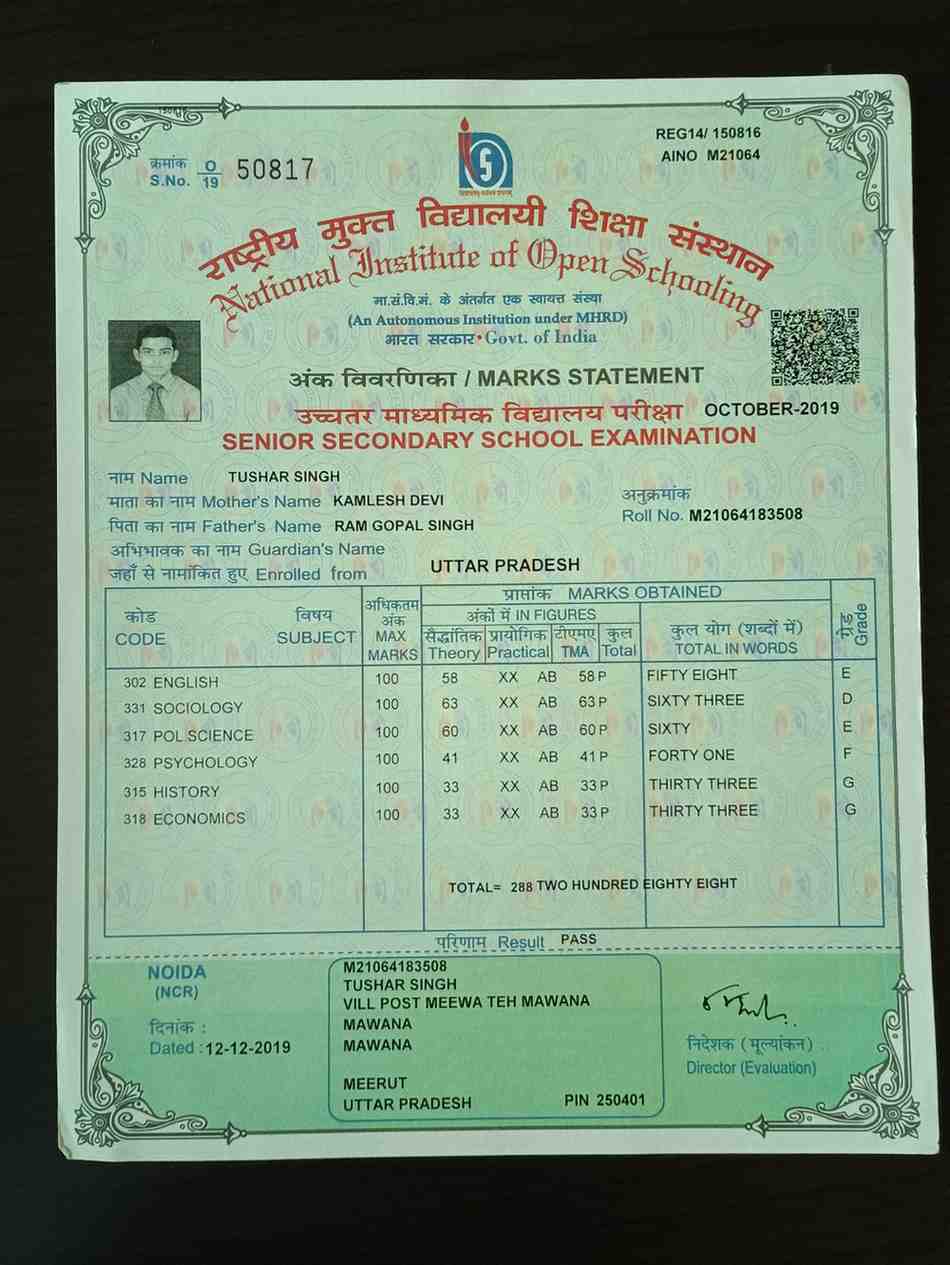 REG14/ 150816
AINO M21064
क्रमांक S.No. O/19 50817
राष्ट्रीय मुक्त विद्यालयी शिक्षा संस्थान
National Institute of Open Schooling
मा.सं.वि.मं. के अंतर्गत एक स्वायत्त संस्था
(An Autonomous Institution under MHRD)
भारत सरकार•Govt. of India
अंक विवरणिका / MARKS STATEMENT
उच्चतर माध्यमिक विद्यालय परीक्षा OCTOBER-2019
SENIOR SECONDARY SCHOOL EXAMINATION
नाम Name TUSHAR SINGH
माता का नाम Mother's Name KAMLESH DEVI
अनुक्रमांक
पिता का नाम Father's Name RAM GOPAL SINGH
Roll No. M21064183508
अभिभावक का नाम Guardian's Name
जहाँ से नामांकित हुए Enrolled from UTTAR PRADESH
कोड CODE
विषय SUBJECT
अधिकतम अंक MAX MARKS
प्राप्तांक MARKS OBTAINED
अंकों में IN FIGURES
सैद्धांतिक Theory
प्रायोगिक Practical
टीएमए TMA
कुल Total
कुल योग (शब्दों में)
TOTAL IN WORDS
ग्रेड Grade
302 ENGLISH 100 58 XX AB 58 P FIFTY EIGHT E
331 SOCIOLOGY 100 63 XX AB 63 P SIXTY THREE D
317 POL SCIENCE 100 60 XX AB 60 P SIXTY E
328 PSYCHOLOGY 100 41 XX AB 41 P FORTY ONE F
315 HISTORY 100 33 XX AB 33 P THIRTY THREE G
318 ECONOMICS 100 33 XX AB 33 P THIRTY THREE G
TOTAL= 288 TWO HUNDRED EIGHTY EIGHT
परिणाम Result PASS
NOIDA
(NCR)
दिनांक :
Dated : 12-12-2019
M21064183508
TUSHAR SINGH
VILL POST MEEWA TEH MAWANA
MAWANA
MAWANA
MEERUT
UTTAR PRADESH PIN 250401
निदेशक (मूल्यांकन)
Director (Evaluation)